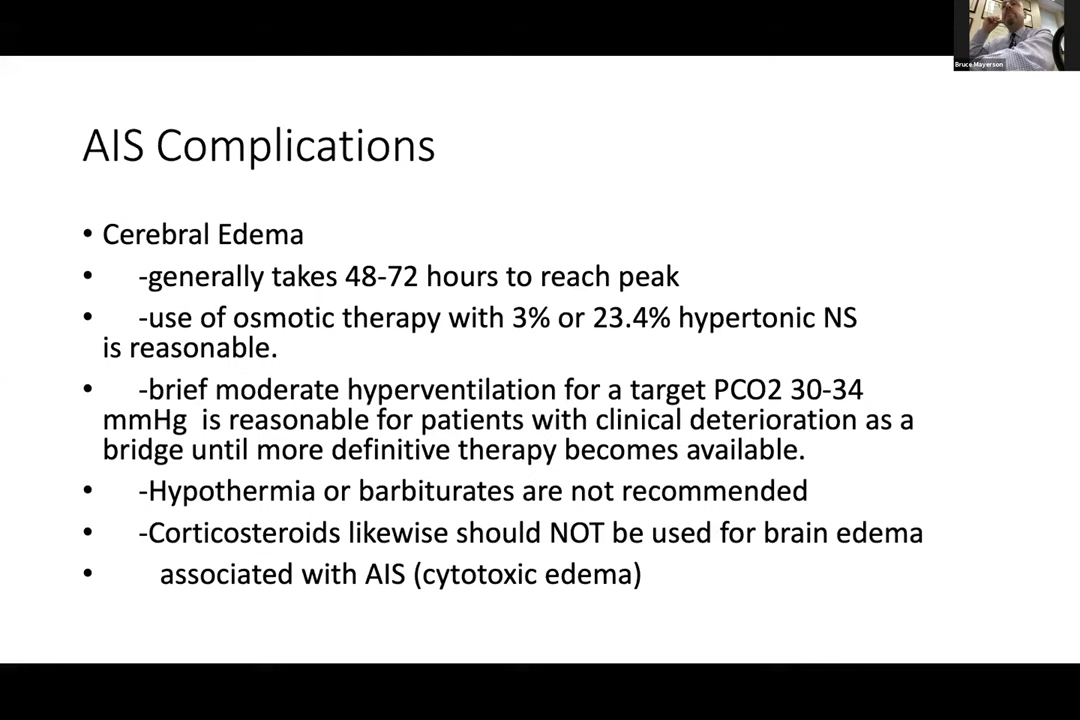 Bruce Mayerson
AIS Complications
• Cerebral Edema
• -generally takes 48-72 hours to reach peak
• -use of osmotic therapy with 3% or 23.4% hypertonic NS
is reasonable.
• -brief moderate hyperventilation for a target PCO2 30-34
mmHg is reasonable for patients with clinical deterioration as a
bridge until more definitive therapy becomes available.
• -Hypothermia or barbiturates are not recommended
• -Corticosteroids likewise should NOT be used for brain edema
• associated with AIS (cytotoxic edema)